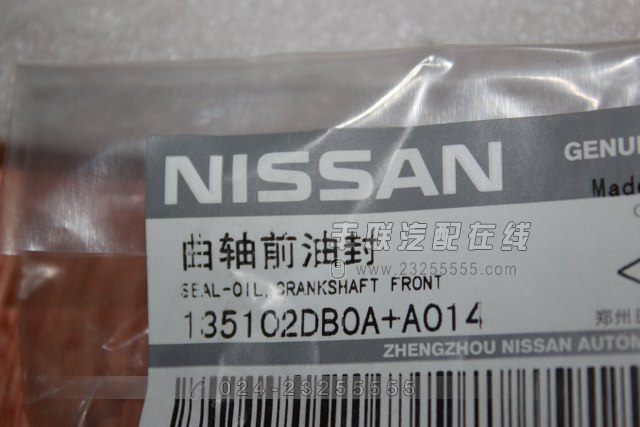 NISSAN
GENU
Made
曲轴前油封
SEAL-OIL,CRANKSHAFT FRONT
135102DB0A+A014
郑州
ZHENGZHOU NISSAN AUTOM
车联汽配在线
www.23255555.com
024-23255555